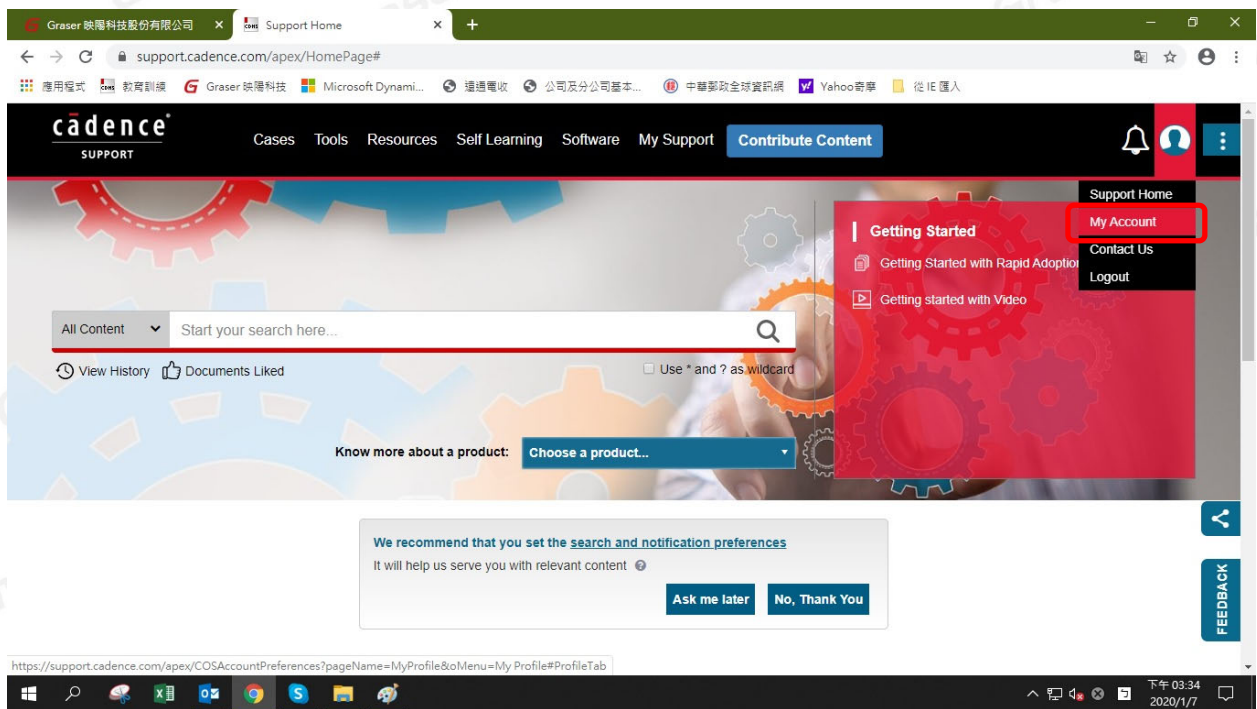 Graser 映陽科技股份有限公司
Support Home
support.cadence.com/apex/HomePage#
應用程式
教育訓練
Graser 映陽科技
Microsoft Dynami...
遠通電收
公司及分公司基本...
中華郵政全球資訊網
Yahoo奇摩
從 IE 匯入
cādence®
SUPPORT
Cases
Tools
Resources
Self Learning
Software
My Support
Contribute Content
Support Home
My Account
Contact Us
Logout
Getting Started
Getting Started with Rapid Adoption
Getting started with Video
All Content
Start your search here...
View History
Documents Liked
Use * and ? as wildcard
Know more about a product:
Choose a product...
We recommend that you set the search and notification preferences
It will help us serve you with relevant content
Ask me later
No, Thank You
FEEDBACK
https://support.cadence.com/apex/COSAccountPreferences?pageName=MyProfile&oMenu=My Profile#ProfileTab
下午 03:34
2020/1/7